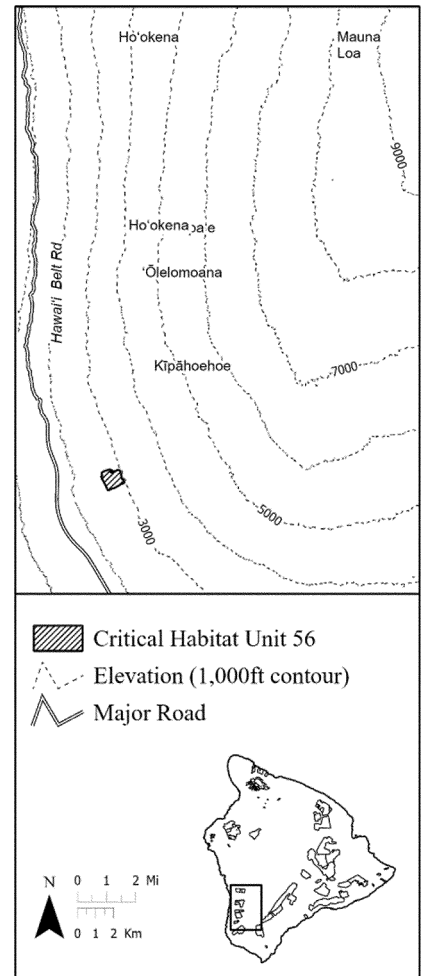 Hoʻokena
Mauna
Loa
9000
Hoʻokena
ʻŌlelomoana
Hawaiʻi Belt Rd
Kīpāhoehoe
7000
5000
3000
Critical Habitat Unit 56
Elevation (1,000ft contour)
Major Road
N
0 1 2 Mi
0 1 2 Km